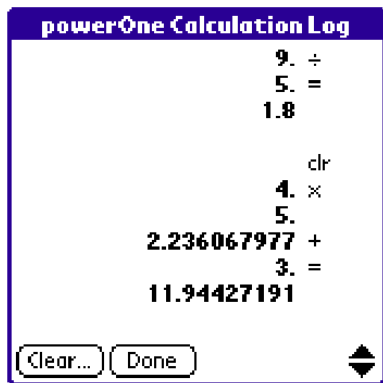 powerOne Calculation Log
9. ÷
5. =
1.8
clr
4. ×
5.
2.236067977 +
3. =
11.94427191
Clear... Done